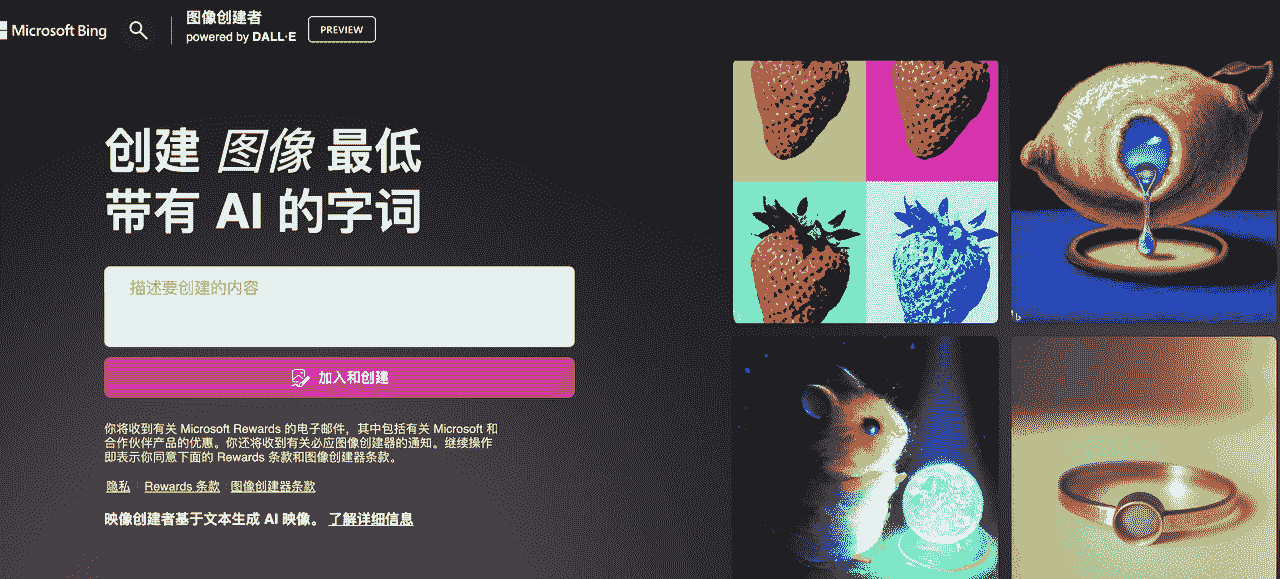 Microsoft Bing
图像创建者
powered by DALL·E
PREVIEW
创建 图像 最低
带有 AI 的字词
描述要创建的内容
加入和创建
你将收到有关 Microsoft Rewards 的电子邮件，其中包括有关 Microsoft 和
合作伙伴产品的优惠。你还将收到有关必应图像创建器的通知。继续操作
即表示你同意下面的 Rewards 条款和图像创建器条款。
隐私 Rewards 条款 图像创建器条款
映像创建者基于文本生成 AI 映像。 了解详细信息